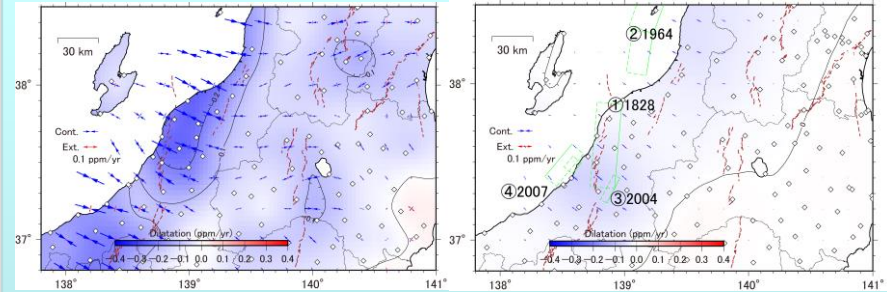 30 km
38°
Cont.
Ext.
0.1 ppm/yr
0.1
37°
Dilatation (ppm/yr)
-0.4 -0.3 -0.2 -0.1 0.0 0.1 0.2 0.3 0.4
138° 139° 140° 141°
30 km
②1964
38°
①1828
Cont.
Ext.
0.1 ppm/yr
④2007
③2004
37°
Dilatation (ppm/yr)
-0.4 -0.3 -0.2 -0.1 0.0 0.1 0.2 0.3 0.4
138° 139° 140° 141°